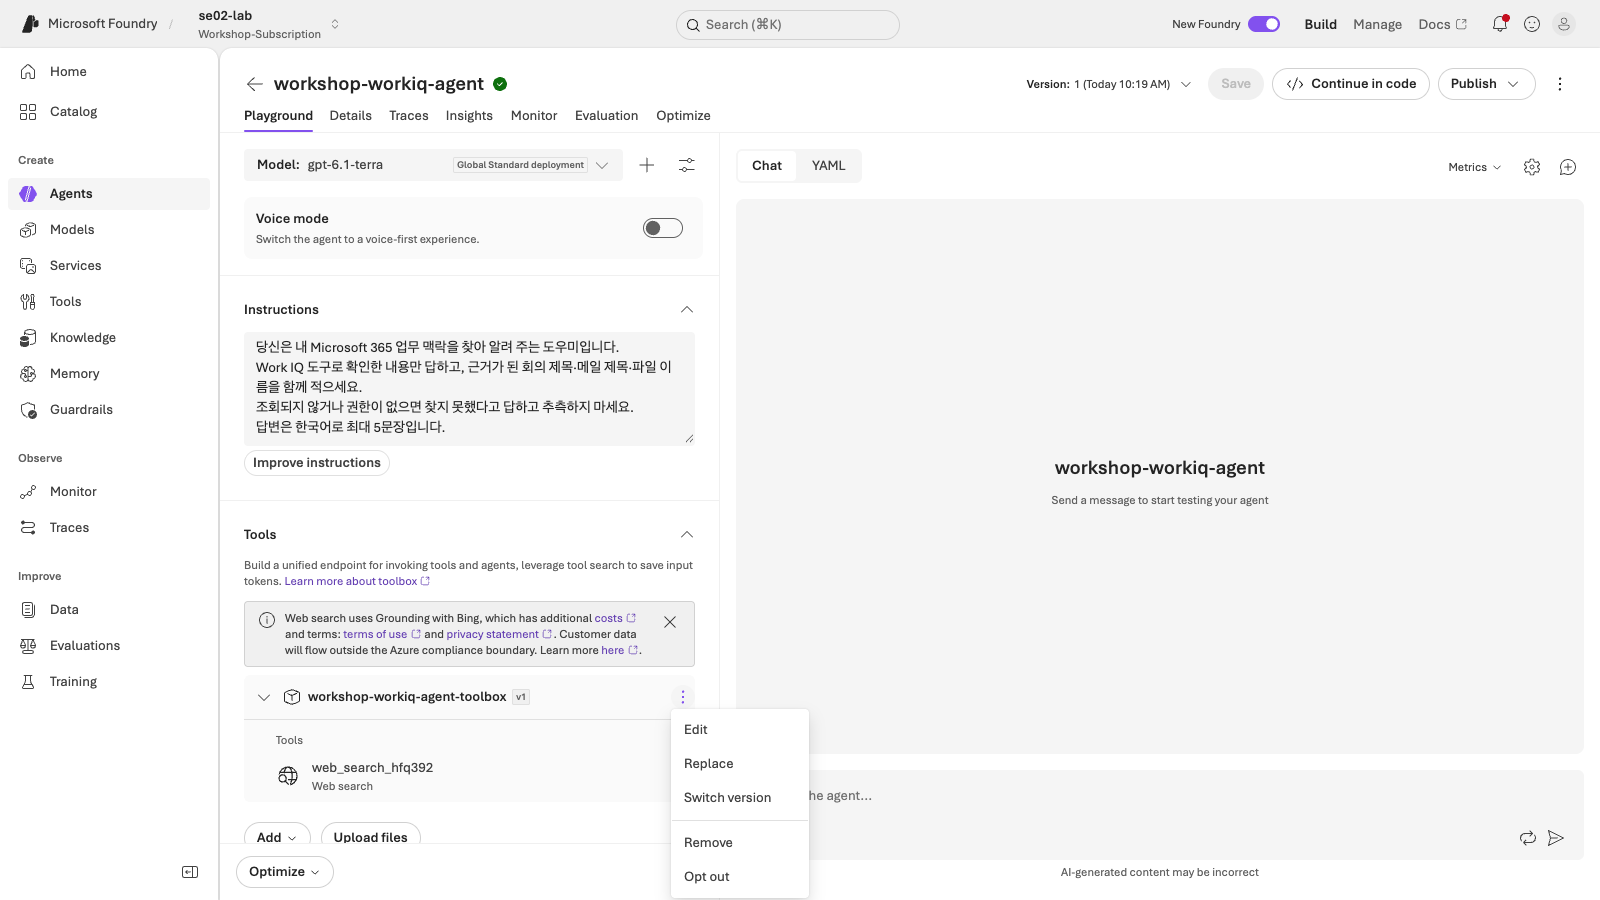 Microsoft Foundry
/
se02-lab
Workshop-Subscription
Search (⌘K)
New Foundry
Build
Manage
Docs
Home
Catalog
Create
Agents
Models
Services
Tools
Knowledge
Memory
Guardrails
Observe
Monitor
Traces
Improve
Data
Evaluations
Training
workshop-workiq-agent
Version: 1 (Today 10:19 AM)
Save
Continue in code
Publish
Playground
Details
Traces
Insights
Monitor
Evaluation
Optimize
Model: gpt-6.1-terra
Global Standard deployment
Voice mode
Switch the agent to a voice-first experience.
Instructions
당신은 내 Microsoft 365 업무 맥락을 찾아 알려 주는 도우미입니다.
Work IQ 도구로 확인한 내용만 답하고, 근거가 된 회의 제목·메일 제목·파일 이
름을 함께 적으세요.
조회되지 않거나 권한이 없으면 찾지 못했다고 답하고 추측하지 마세요.
답변은 한국어로 최대 5문장입니다.
Improve instructions
Tools
Build a unified endpoint for invoking tools and agents, leverage tool search to save input
tokens. Learn more about toolbox
Web search uses Grounding with Bing, which has additional costs
and terms: terms of use and privacy statement. Customer data
will flow outside the Azure compliance boundary. Learn more here.
workshop-workiq-agent-toolbox
v1
Tools
web_search_hfq392
Web search
Add
Upload files
Optimize
Edit
Replace
Switch version
Remove
Opt out
Chat
YAML
Metrics
workshop-workiq-agent
Send a message to start testing your agent
he agent...
AI-generated content may be incorrect